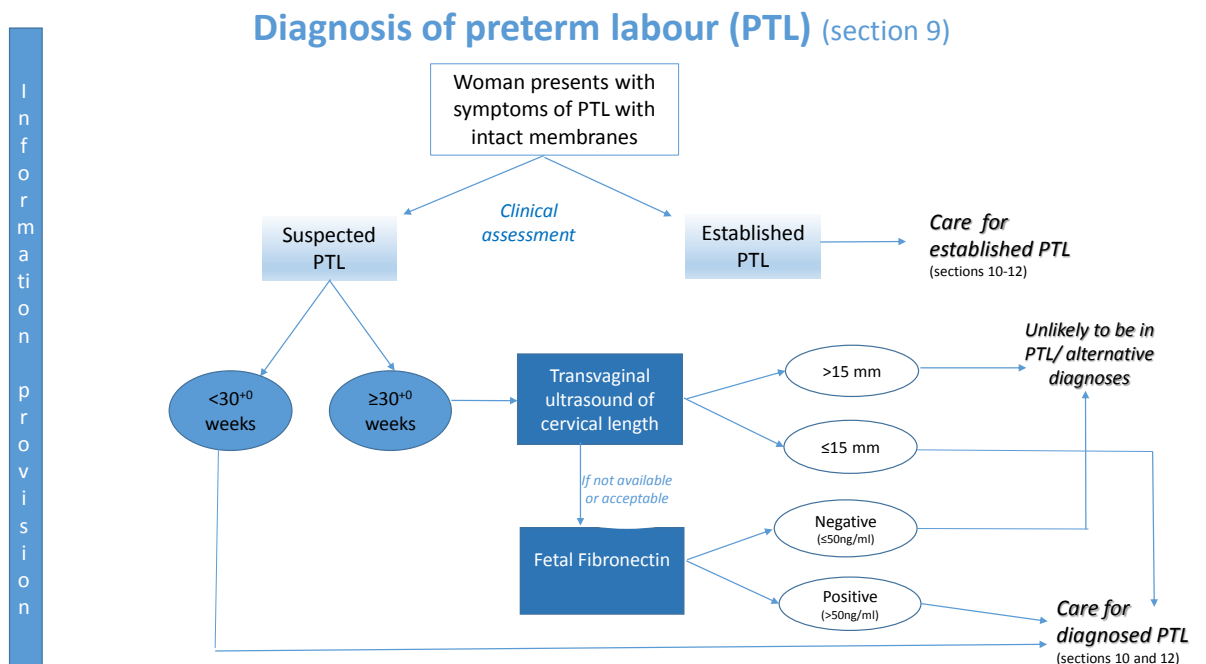 Diagnosis of preterm labour (PTL) (section 9)
Information provision
Woman presents with
symptoms of PTL with
intact membranes
Clinical
assessment
Suspected
PTL
Established
PTL
Care for
established PTL
(sections 10-12)
<30+0
weeks
≥30+0
weeks
Transvaginal
ultrasound of
cervical length
>15 mm
≤15 mm
Unlikely to be in
PTL/ alternative
diagnoses
If not available
or acceptable
Fetal Fibronectin
Negative
(≤50ng/ml)
Positive
(>50ng/ml)
Care for
diagnosed PTL
(sections 10 and 12)